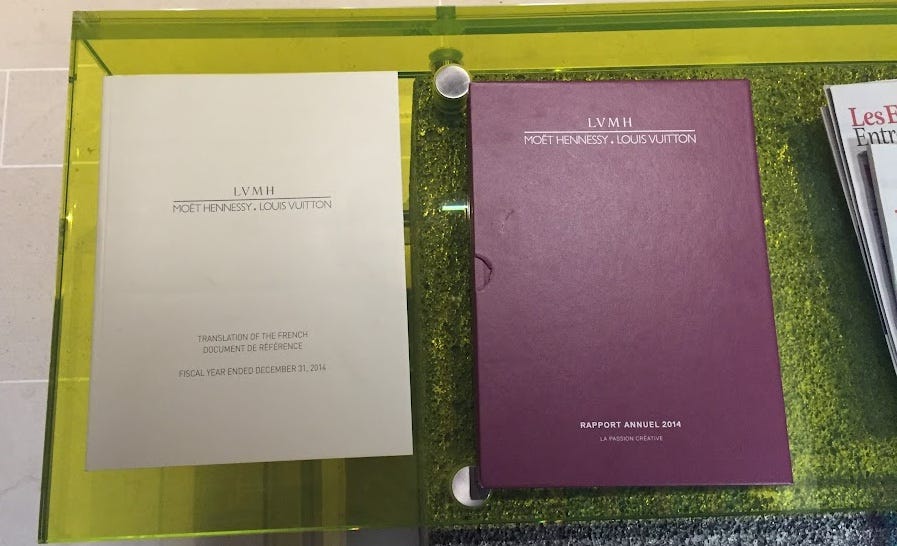 LVMH
MOËT HENNESSY . LOUIS VUITTON
TRANSLATION OF THE FRENCH
DOCUMENT DE RÉFÉRENCE
FISCAL YEAR ENDED DECEMBER 31, 2014
LVMH
MOËT HENNESSY . LOUIS VUITTON
RAPPORT ANNUEL 2014
LA PASSION CRÉATIVE
Les